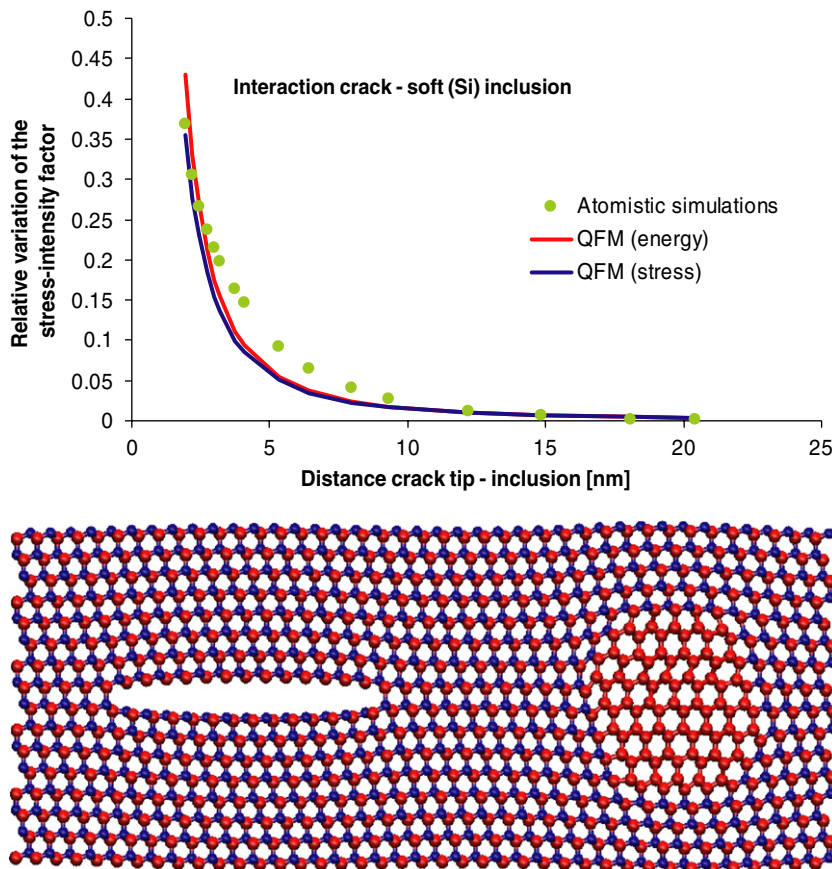 0.5
0.45
0.4
0.35
0.3
0.25
0.2
0.15
0.1
0.05
0
Relative variation of the
stress-intensity factor
Interaction crack - soft (Si) inclusion
Atomistic simulations
QFM (energy)
QFM (stress)
0 5 10 15 20 25
Distance crack tip - inclusion [nm]